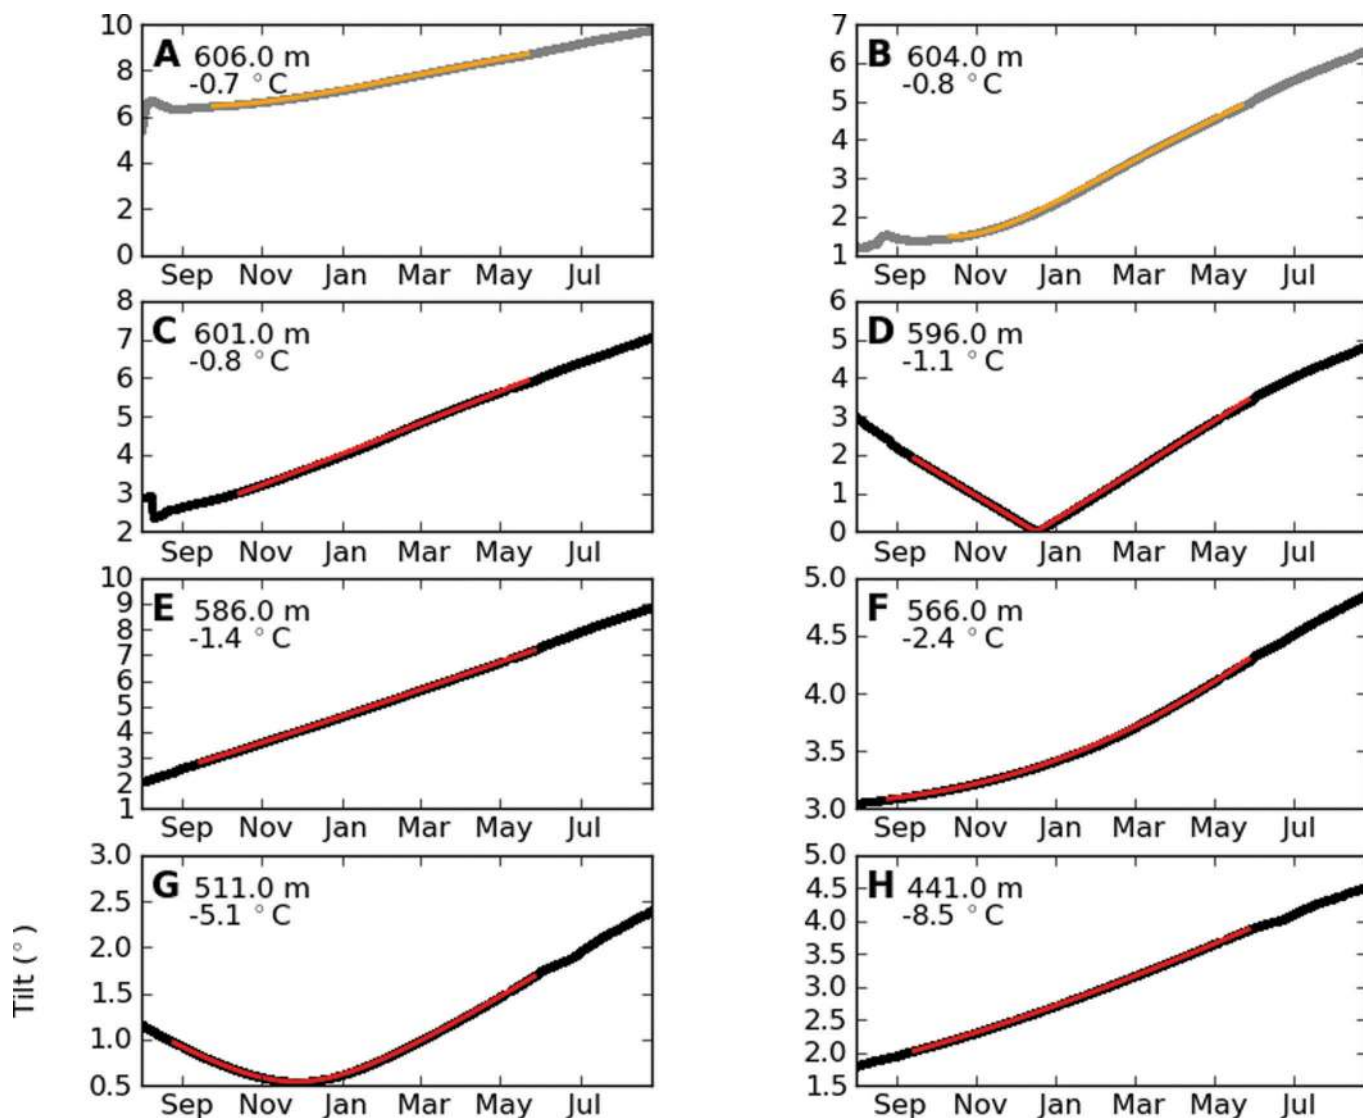 A 606.0 m
-0.7 °C
10
8
6
4
2
0
Sep Nov Jan Mar May Jul
B 604.0 m
-0.8 °C
7
6
5
4
3
2
1
Sep Nov Jan Mar May Jul
C 601.0 m
-0.8 °C
8
7
6
5
4
3
2
Sep Nov Jan Mar May Jul
D 596.0 m
-1.1 °C
6
5
4
3
2
1
0
Sep Nov Jan Mar May Jul
E 586.0 m
-1.4 °C
10
9
8
7
6
5
4
3
2
1
Sep Nov Jan Mar May Jul
F 566.0 m
-2.4 °C
5.0
4.5
4.0
3.5
3.0
Sep Nov Jan Mar May Jul
G 511.0 m
-5.1 °C
3.0
2.5
2.0
1.5
1.0
0.5
Tilt (°)
Sep Nov Jan Mar May Jul
H 441.0 m
-8.5 °C
5.0
4.5
4.0
3.5
3.0
2.5
2.0
1.5
Sep Nov Jan Mar May Jul